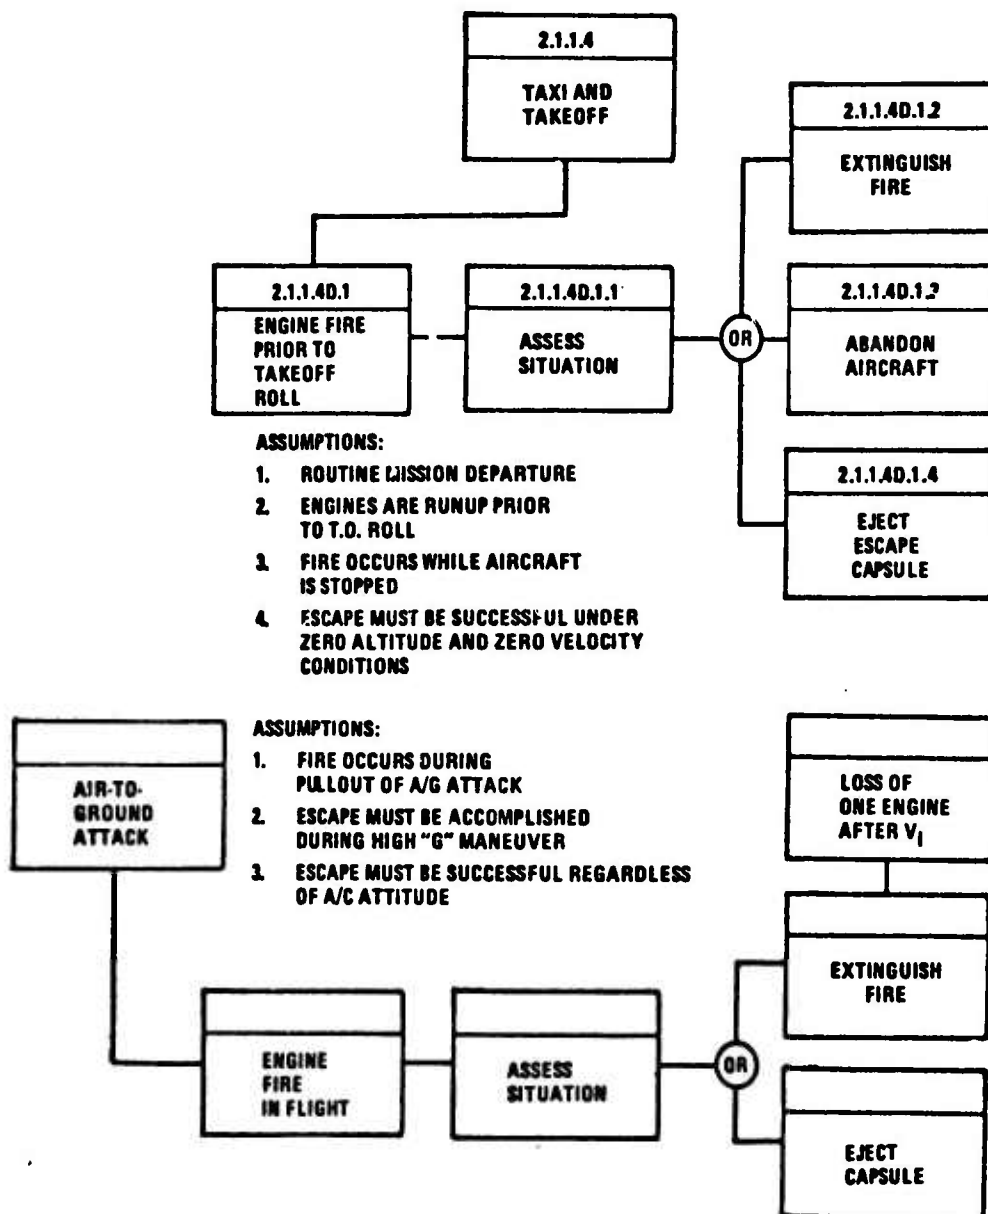 2.1.1.4
TAXI AND
TAKEOFF
2.1.1.4D.1
ENGINE FIRE
PRIOR TO
TAKEOFF
ROLL
2.1.1.4D.1.1
ASSESS
SITUATION
OR
2.1.1.4D.1.2
EXTINGUISH
FIRE
ABANDON
AIRCRAFT
2.1.1.4D.1.4
EJECT
ESCAPE
CAPSULE
ASSUMPTIONS:
1. ROUTINE MISSION DEPARTURE
2. ENGINES ARE RUNUP PRIOR
TO T.O. ROLL
3. FIRE OCCURS WHILE AIRCRAFT
IS STOPPED
4. ESCAPE MUST BE SUCCESSFUL UNDER
ZERO ALTITUDE AND ZERO VELOCITY
CONDITIONS
AIR-TO-
GROUND
ATTACK
ASSUMPTIONS:
1. FIRE OCCURS DURING
PULLOUT OF A/G ATTACK
2. ESCAPE MUST BE ACCOMPLISHED
DURING HIGH "G" MANEUVER
3. ESCAPE MUST BE SUCCESSFUL REGARDLESS
OF A/C ATTITUDE
LOSS OF
ONE ENGINE
AFTER V₁
ENGINE
FIRE
IN FLIGHT
ASSESS
SITUATION
OR
EXTINGUISH
FIRE
EJECT
CAPSULE